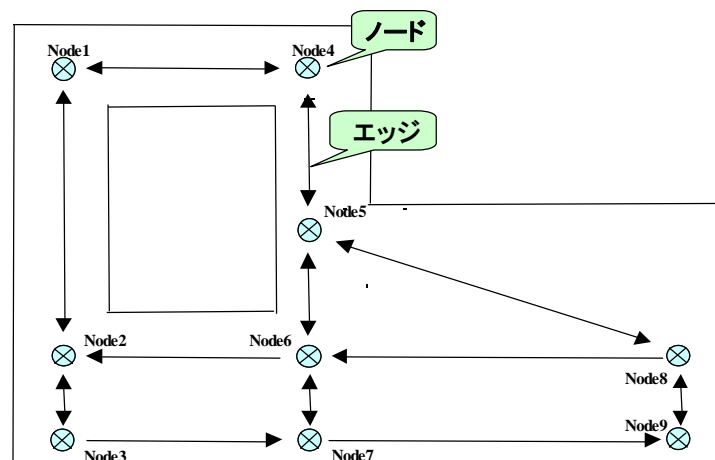 ノード
Node1
Node4
エッジ
Node5
Node2
Node6
Node8
Node9
Node3
Node7